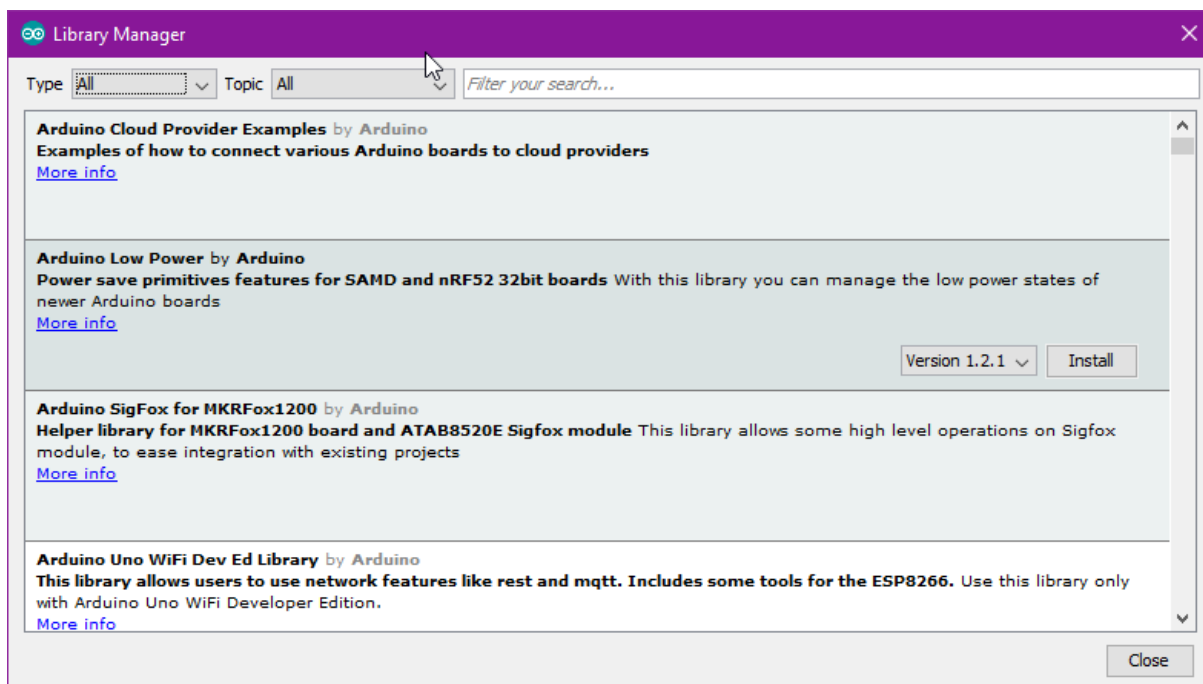 Library Manager
Type All Topic All Filter your search...
Arduino Cloud Provider Examples by Arduino
Examples of how to connect various Arduino boards to cloud providers
More info
Arduino Low Power by Arduino
Power save primitives features for SAMD and nRF52 32bit boards With this library you can manage the low power states of
newer Arduino boards
More info
Version 1.2.1 Install
Arduino SigFox for MKRFox1200 by Arduino
Helper library for MKRFox1200 board and ATAB8520E Sigfox module This library allows some high level operations on Sigfox
module, to ease integration with existing projects
More info
Arduino Uno WiFi Dev Ed Library by Arduino
This library allows users to use network features like rest and mqtt. Includes some tools for the ESP8266. Use this library only
with Arduino Uno WiFi Developer Edition.
More info
Close